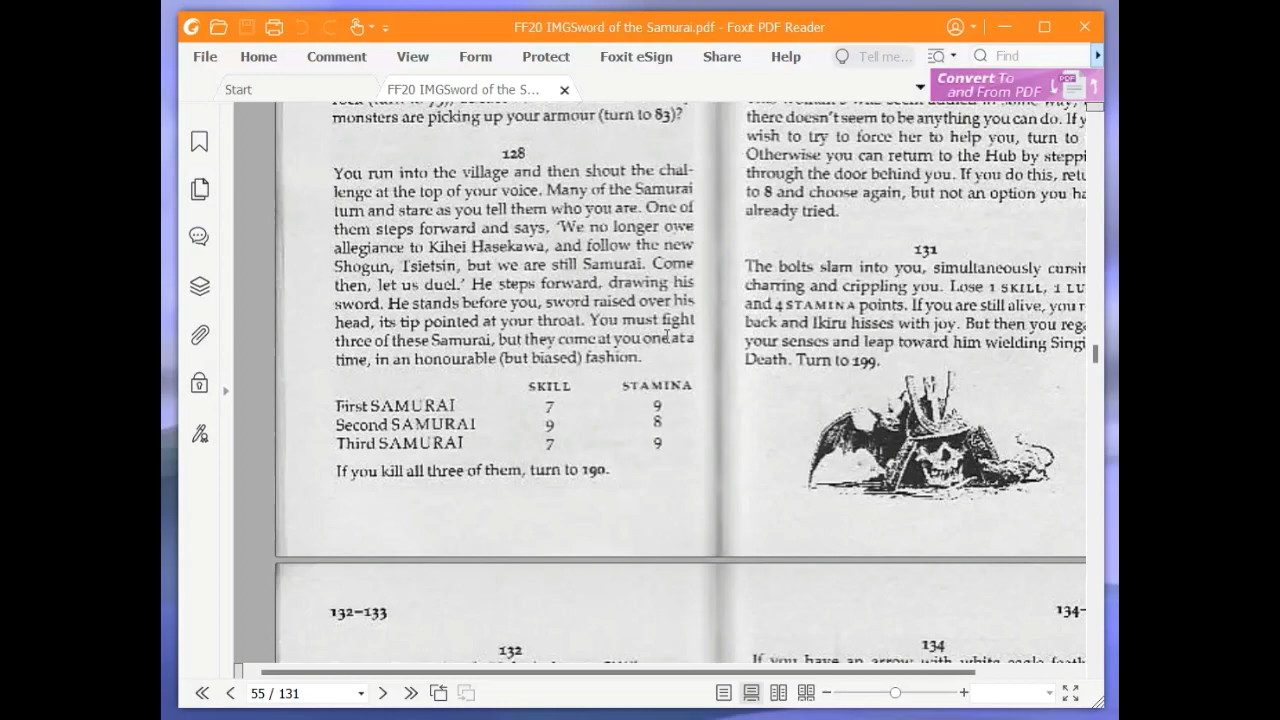 FF20 IMGSword of the Samurai.pdf - Foxit PDF Reader
File Home Comment View Form Protect Foxit eSign Share Help Tell me... Find
Start FF20 IMGSword of the S...
Convert To
and From PDF
PDF
monsters are picking up your armour (turn to 83)?
128
You run into the village and then shout the chal-
lenge at the top of your voice. Many of the Samurai
turn and stare as you tell them who you are. One of
them steps forward and says, 'We no longer owe
allegiance to Kihei Hasekawa, and follow the new
Shogun, Tsietsin, but we are still Samurai. Come
then, let us duel.' He steps forward, drawing his
sword. He stands before you, sword raised over his
head, its tip pointed at your throat. You must fight
three of these Samurai, but they come at you one at a
time, in an honourable (but biased) fashion.
SKILL STAMINA
First SAMURAI 7 9
Second SAMURAI 9 8
Third SAMURAI 7 9
If you kill all three of them, turn to 190.
there doesn't seem to be anything you can do. If y
wish to try to force her to help you, turn to
Otherwise you can return to the Hub by steppi
through the door behind you. If you do this, retu
to 8 and choose again, but not an option you ha
already tried.
131
The bolts slam into you, simultaneously cursin
charring and crippling you. Lose 1 SKILL, 1 LU
and 4 STAMINA points. If you are still alive, you r
back and Ikiru hisses with joy. But then you rega
your senses and leap toward him wielding Singi
Death. Turn to 199.
132–133
132
134–
134
If you have an arrow with white eagle feath
55 / 131